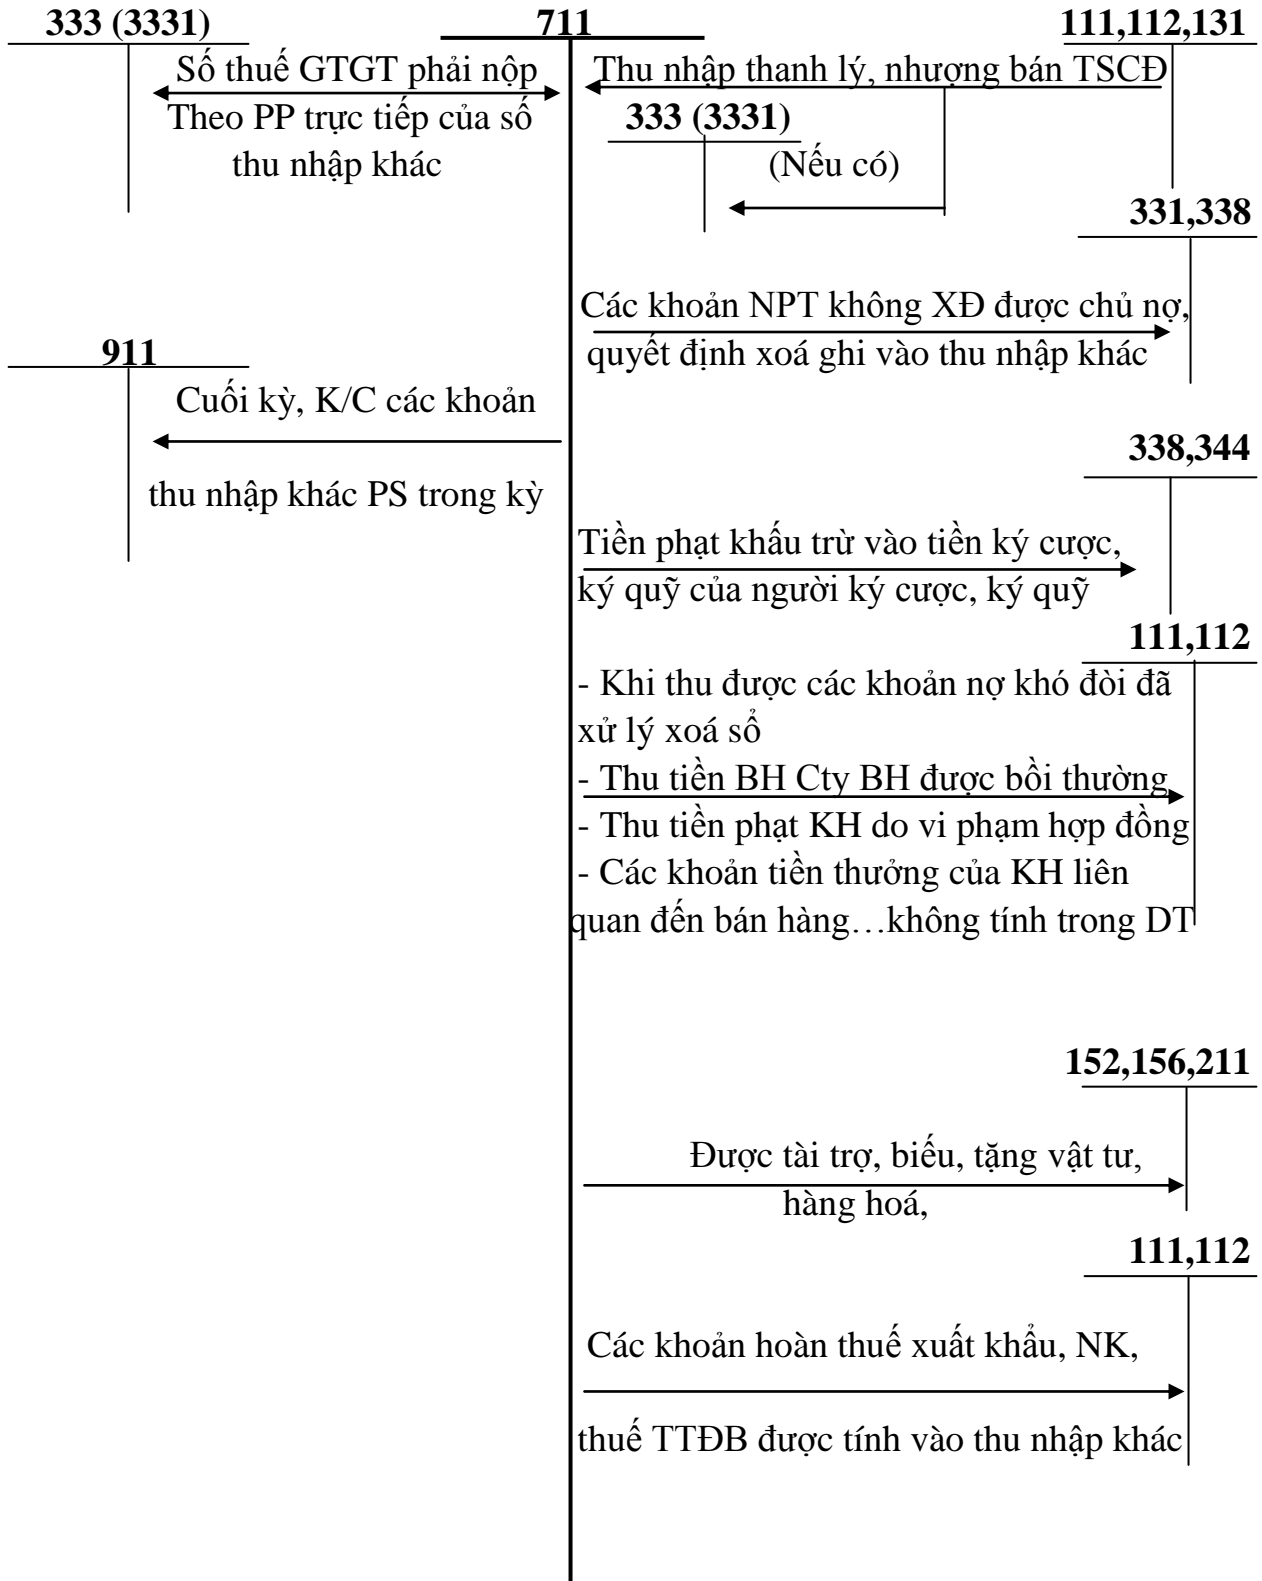 333 (3331)
711
111,112,131
Số thuế GTGT phải nộp
Theo PP trực tiếp của số
thu nhập khác
Thu nhập thanh lý, nhượng bán TSCĐ
333 (3331)
(Nếu có)
331,338
Các khoản NPT không XĐ được chủ nợ,
quyết định xoá ghi vào thu nhập khác
911
Cuối kỳ, K/C các khoản
thu nhập khác PS trong kỳ
338,344
Tiền phạt khấu trừ vào tiền ký cược,
ký quỹ của người ký cược, ký quỹ
111,112
- Khi thu được các khoản nợ khó đòi đã
xử lý xoá sổ
- Thu tiền BH Cty BH được bồi thường
- Thu tiền phạt KH do vi phạm hợp đồng
- Các khoản tiền thưởng của KH liên
quan đến bán hàng…không tính trong DT
152,156,211
Được tài trợ, biếu, tặng vật tư,
hàng hoá,
111,112
Các khoản hoàn thuế xuất khẩu, NK,
thuế TTĐB được tính vào thu nhập khác